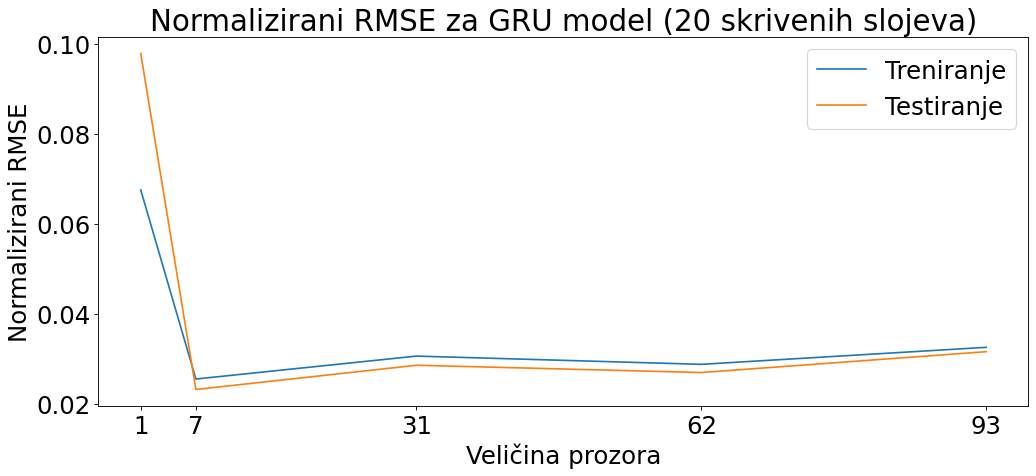 Normalizirani RMSE za GRU model (20 skrivenih slojeva)
Normalizirani RMSE
0.10
0.08
0.06
0.04
0.02
Treniranje
Testiranje
1 7 31 62 93
Veličina prozora